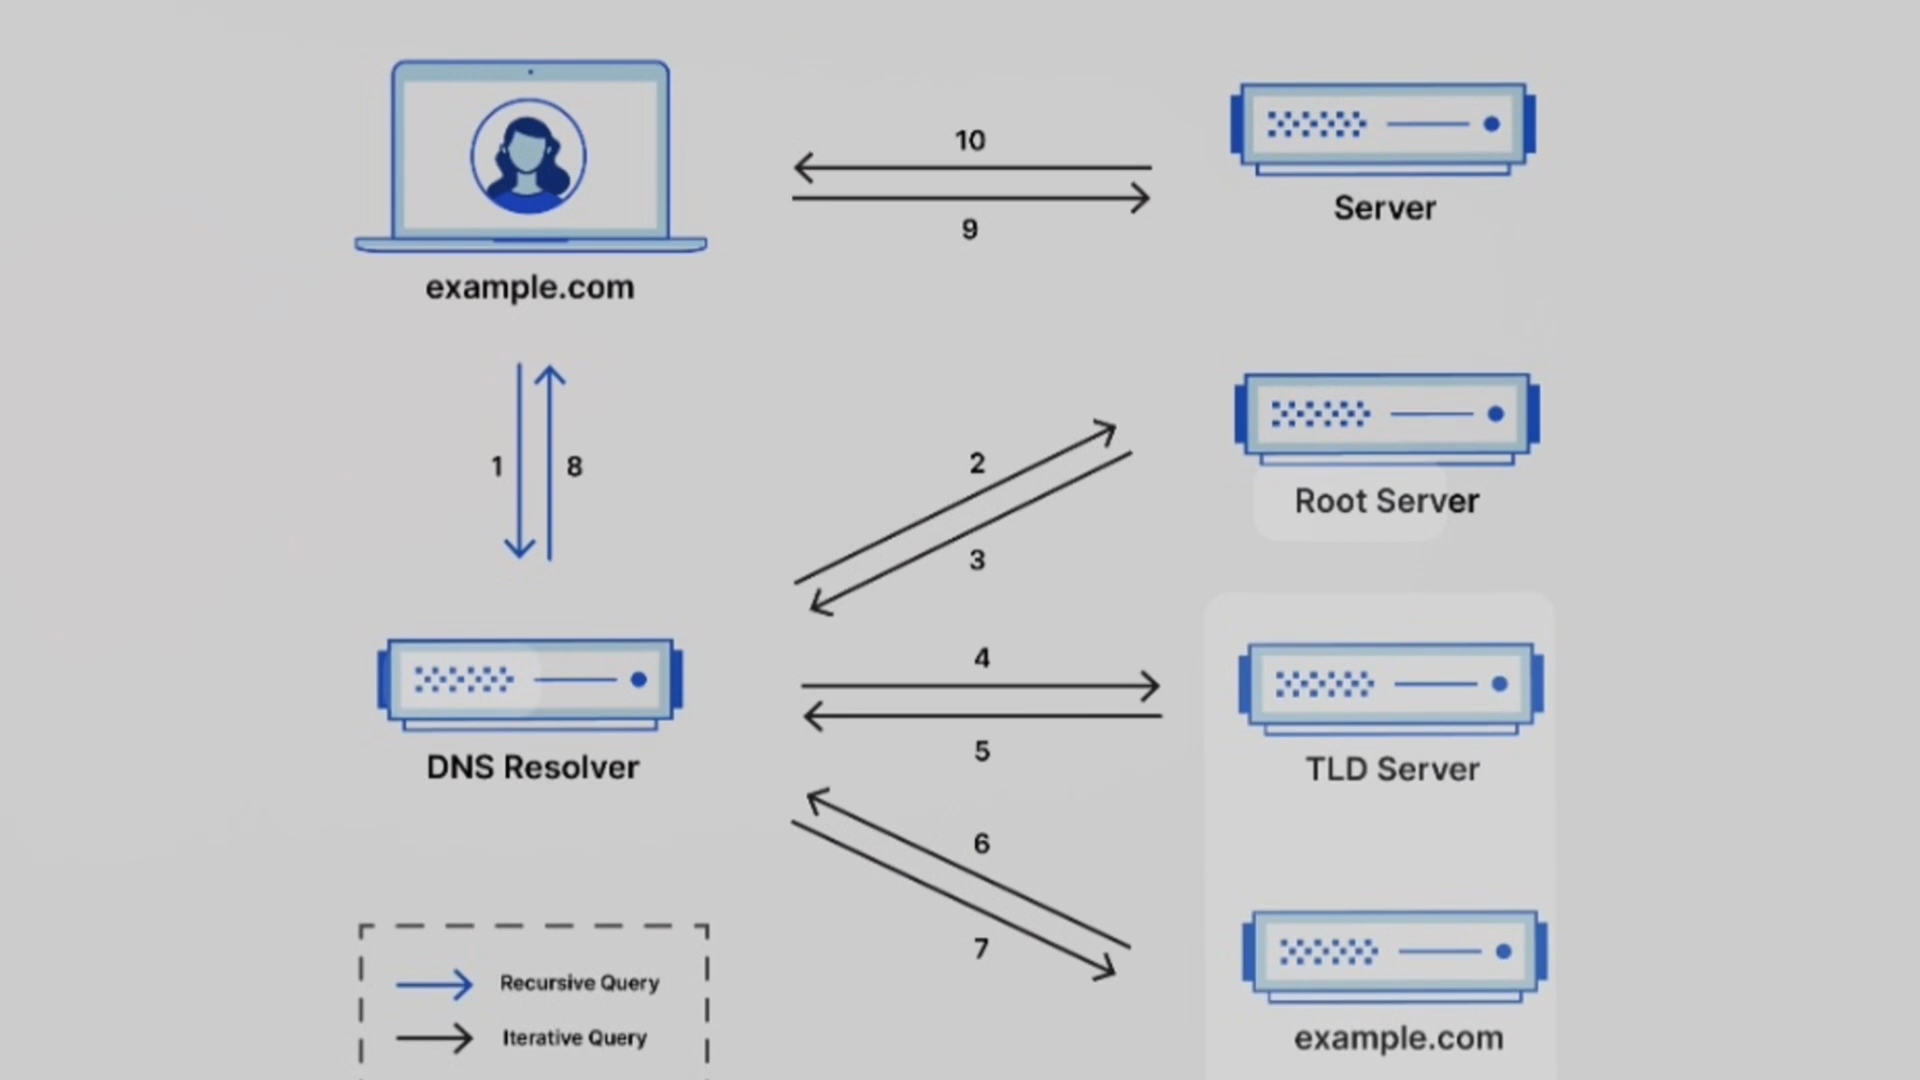 10
9
Server
example.com
1
8
2
3
Root Server
4
5
DNS Resolver
TLD Server
6
7
Recursive Query
Iterative Query
example.com